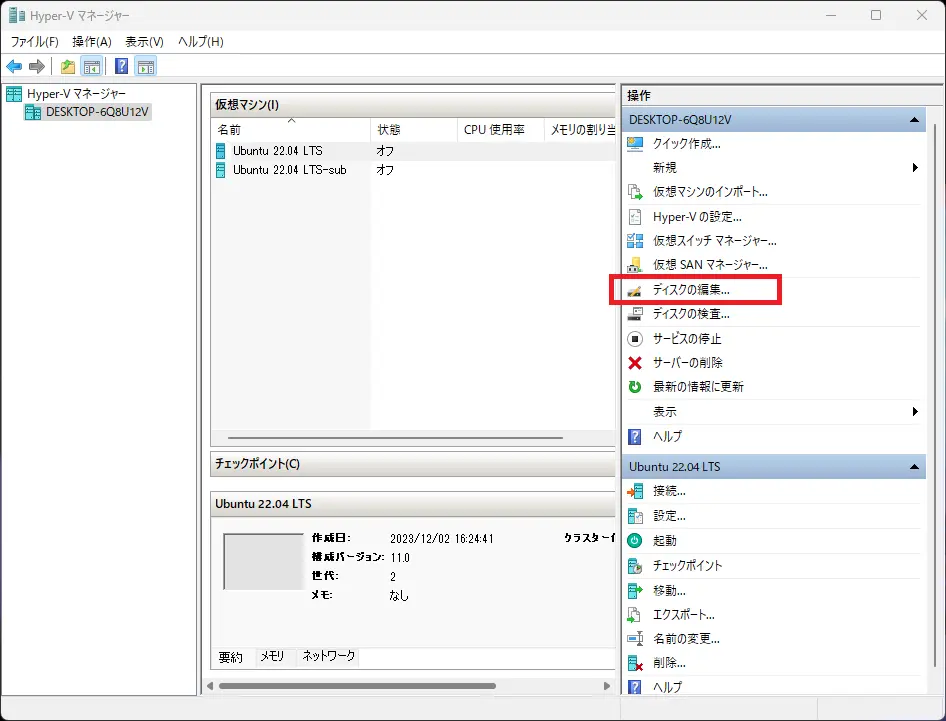 Hyper-V マネージャー
ファイル(F) 操作(A) 表示(V) ヘルプ(H)
Hyper-V マネージャー
DESKTOP-6Q8U12V
仮想マシン(I)
名前 状態 CPU 使用率 メモリの割り当
Ubuntu 22.04 LTS オフ
Ubuntu 22.04 LTS-sub オフ
チェックポイント(C)
Ubuntu 22.04 LTS
作成日: 2023/12/02 16:24:41 クラスター
構成バージョン: 11.0
世代: 2
メモ: なし
要約 メモリ ネットワーク
操作
DESKTOP-6Q8U12V
クイック作成...
新規
仮想マシンのインポート...
Hyper-V の設定...
仮想スイッチ マネージャー...
仮想 SAN マネージャー...
ディスクの編集...
ディスクの検査...
サービスの停止
サーバーの削除
最新の情報に更新
表示
ヘルプ
Ubuntu 22.04 LTS
接続...
設定...
起動
チェックポイント
移動...
エクスポート...
名前の変更...
削除...
ヘルプ